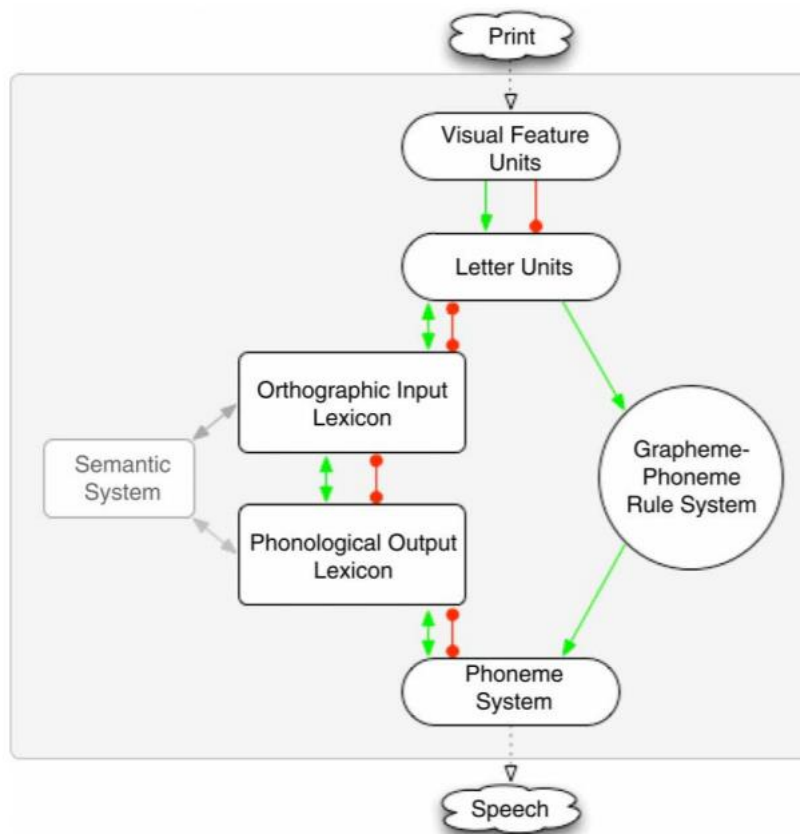 Print
Visual Feature
Units
Letter Units
Orthographic Input
Lexicon
Semantic
System
Grapheme-
Phoneme
Rule System
Phonological Output
Lexicon
Phoneme
System
Speech